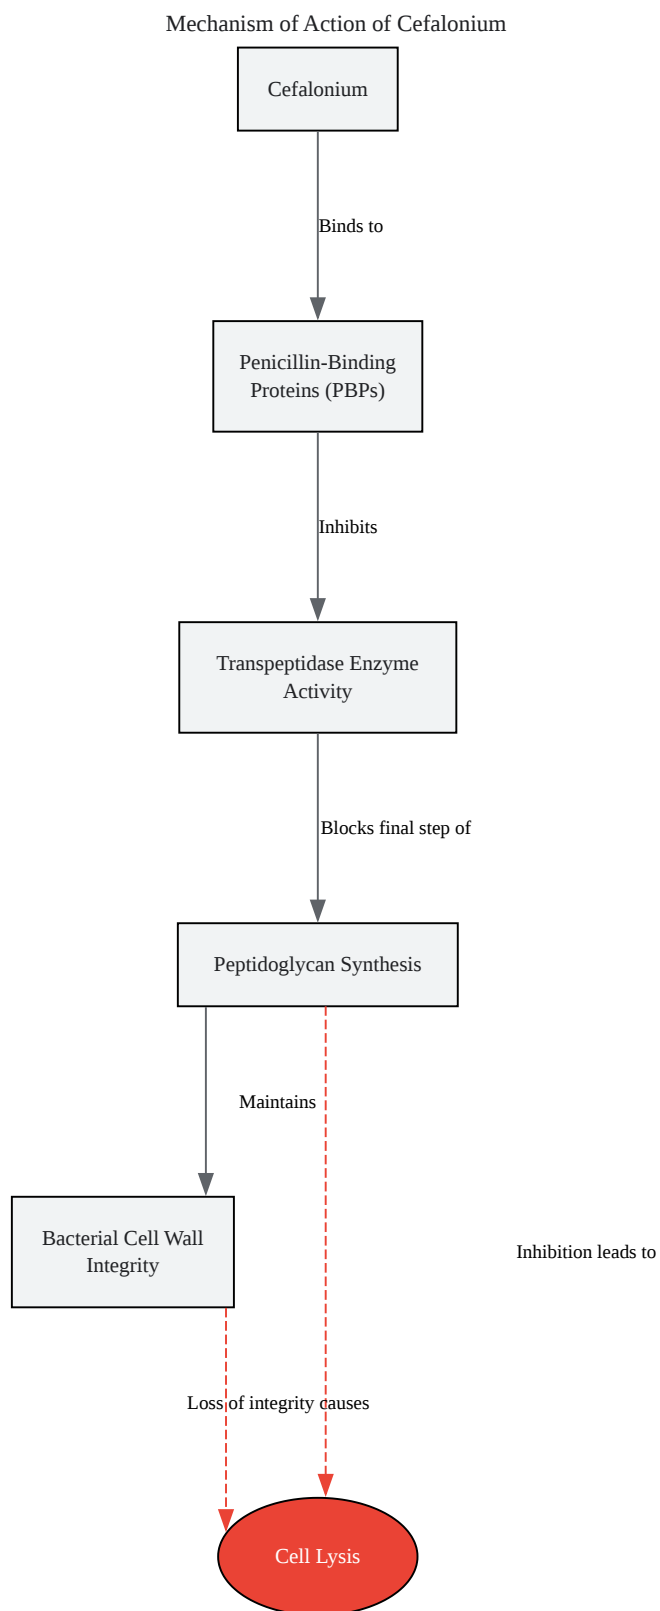 Mechanism of Action of Cefalonium
Cefalonium
Binds to
Penicillin-Binding
Proteins (PBPs)
Inhibits
Transpeptidase Enzyme
Activity
Blocks final step of
Peptidoglycan Synthesis
Maintains
Bacterial Cell Wall
Integrity
Inhibition leads to
Loss of integrity causes
Cell Lysis